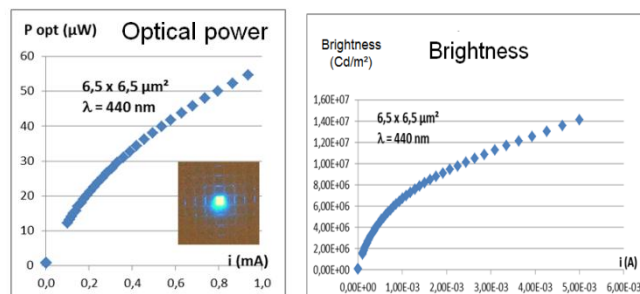 P opt (µW)
Optical power
60
50
40
30
20
10
0
6,5 x 6,5 µm²
λ = 440 nm
0,0 0,2 0,4 0,6 0,8 1,0
i (mA)
Brightness
(Cd/m²)
Brightness
1,60E+07
1,40E+07
1,20E+07
1,00E+07
8,00E+06
6,00E+06
4,00E+06
2,00E+06
0,00E+00
6,5 x 6,5 µm²
λ = 440 nm
i (A)
0,00E+00 1,00E-03 2,00E-03 3,00E-03 4,00E-03 5,00E-03 6,00E-03